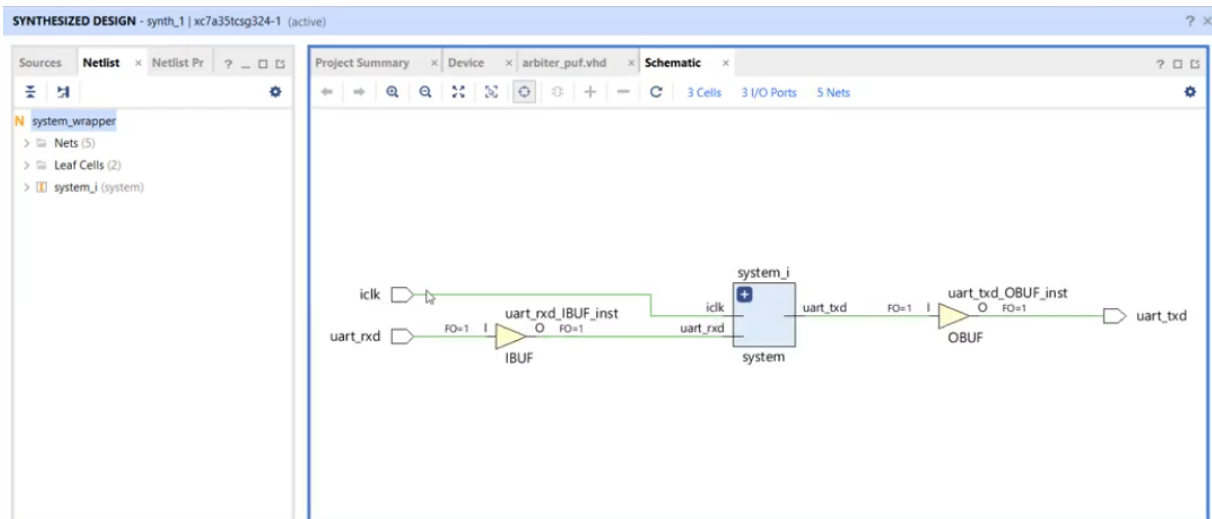 SYNTHESIZED DESIGN - synth_1 | xc7a35tcsg324-1 (active)
?
Sources Netlist Netlist Pr ?
system_wrapper
Nets (5)
Leaf Cells (2)
system_i (system)
Project Summary Device arbiter_puf.vhd Schematic ?
3 Cells 3 I/O Ports 5 Nets
system_i
iclk iclk uart_txd FO=1 I uart_txd_OBUF_inst O FO=1 uart_txd
OBUF
uart_rxd FO=1 I uart_rxd_IBUF_inst O FO=1 uart_rxd
IBUF
system